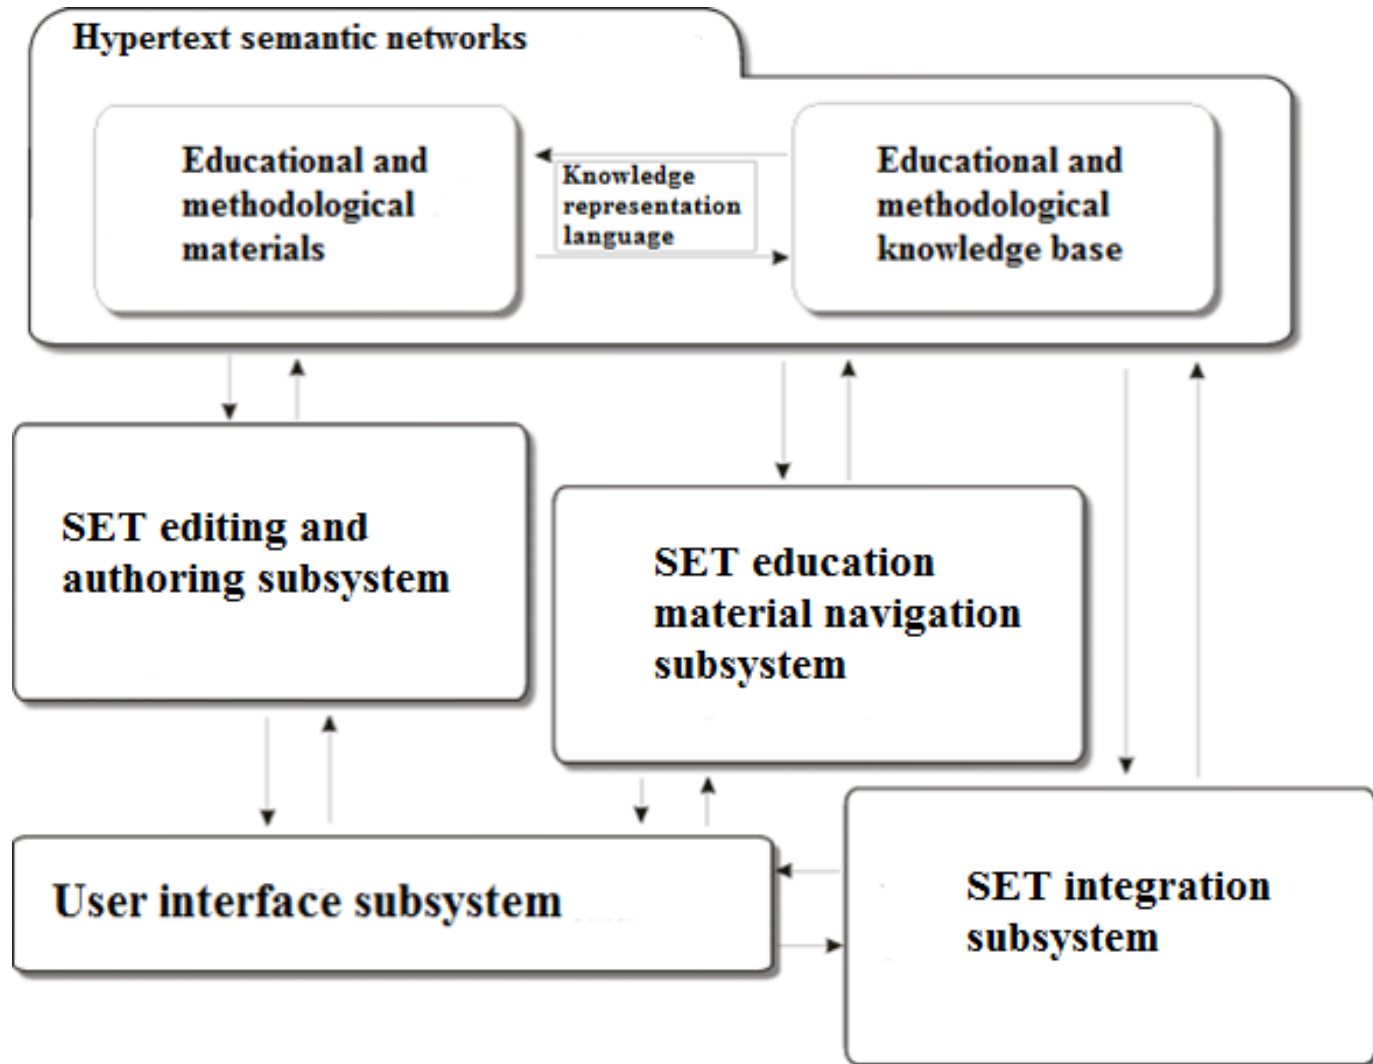 Hypertext semantic networks
Educational and
methodological
materials
Knowledge
representation
language
Educational and
methodological
knowledge base
SET editing and
authoring subsystem
SET education
material navigation
subsystem
User interface subsystem
SET integration
subsystem